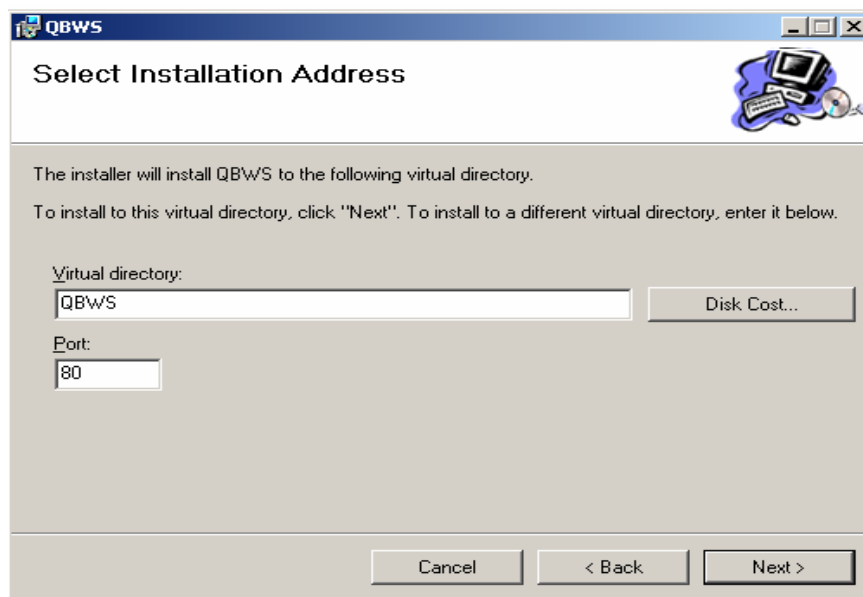 QBWS
Select Installation Address
The installer will install QBWS to the following virtual directory.
To install to this virtual directory, click "Next". To install to a different virtual directory, enter it below.
Virtual directory:
QBWS
Disk Cost...
Port:
80
Cancel
< Back
Next >